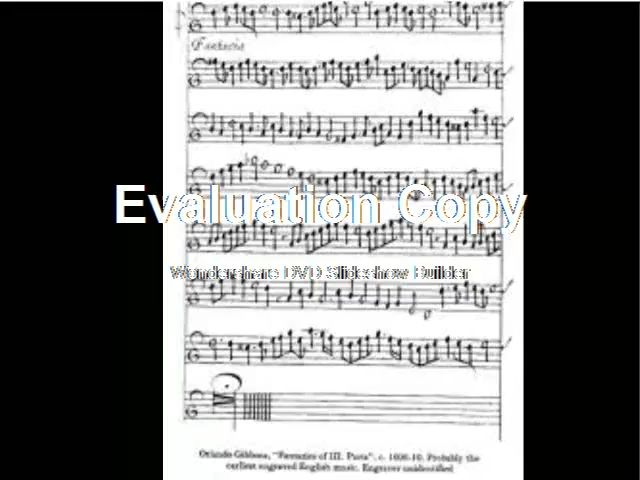 Fantasia
Evaluation Copy
Wondershare DVD Slideshow Builder
Orlando Gibbons, "Fantazies of III. Parts", c. 1606-10. Probably the
earliest engraved English music. Engraver unidentified